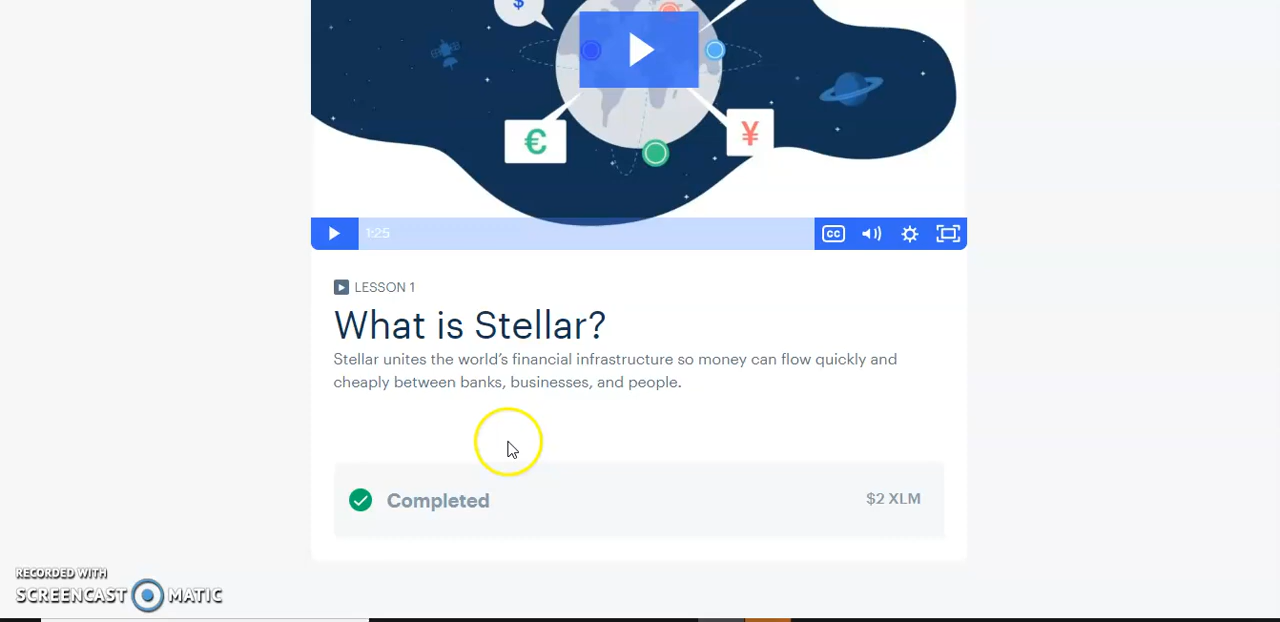 $
€
¥
1:25
CC
LESSON 1
What is Stellar?
Stellar unites the world's financial infrastructure so money can flow quickly and
cheaply between banks, businesses, and people.
Completed
$2 XLM
RECORDED WITH
SCREENCAST MATIC